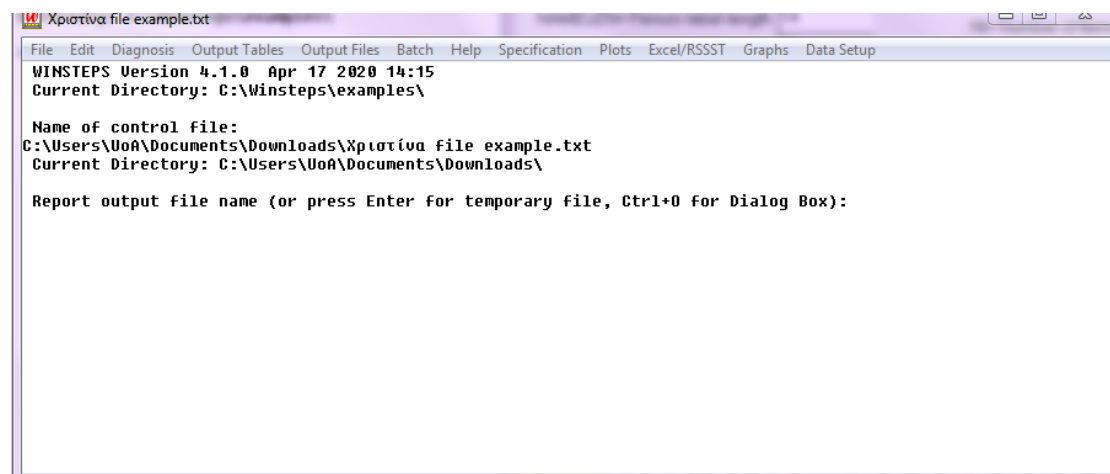 Χριστίνα file example.txt
File Edit Diagnosis Output Tables Output Files Batch Help Specification Plots Excel/RSSST Graphs Data Setup
WINSTEPS Version 4.1.0 Apr 17 2020 14:15
Current Directory: C:\Winsteps\examples\
Name of control file:
C:\Users\UoA\Documents\Downloads\Χριστίνα file example.txt
Current Directory: C:\Users\UoA\Documents\Downloads\
Report output file name (or press Enter for temporary file, Ctrl+O for Dialog Box):